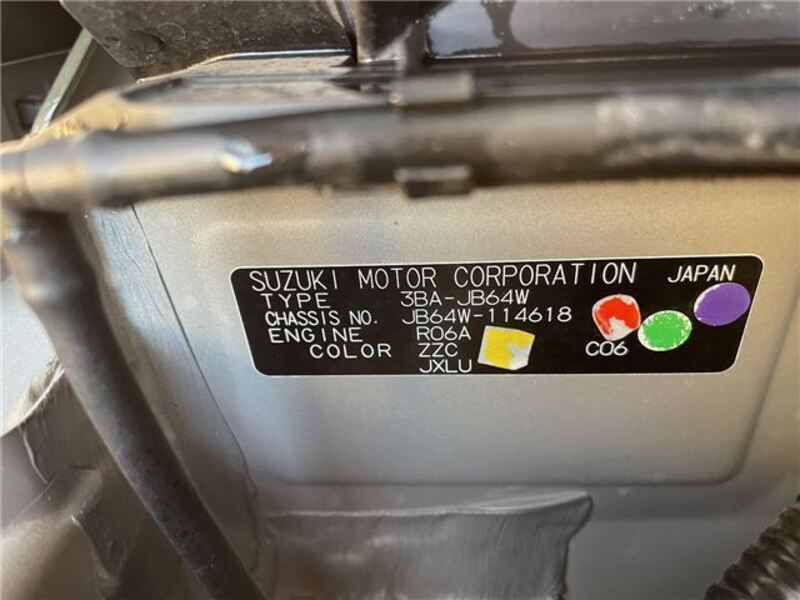 SUZUKI MOTOR CORPORATION JAPAN
TYPE 3BA-JB64W
CHASSIS NO. JB64W-114618
ENGINE R06A
COLOR ZZC C06
JXLU